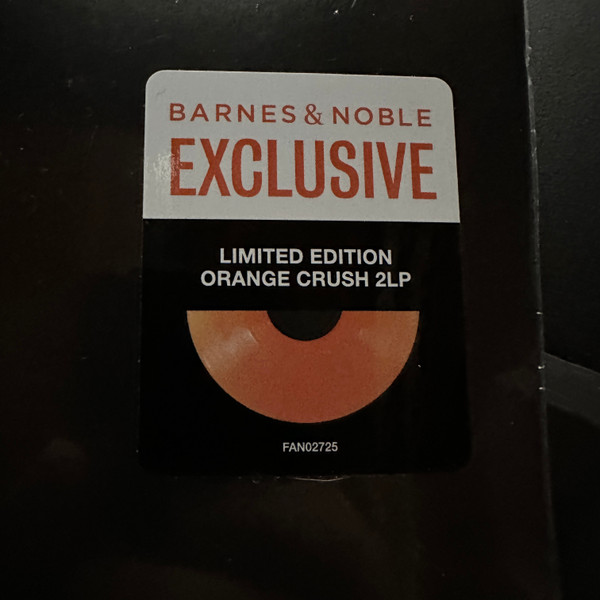 BARNES & NOBLE
EXCLUSIVE
LIMITED EDITION
ORANGE CRUSH 2LP
FAN02725